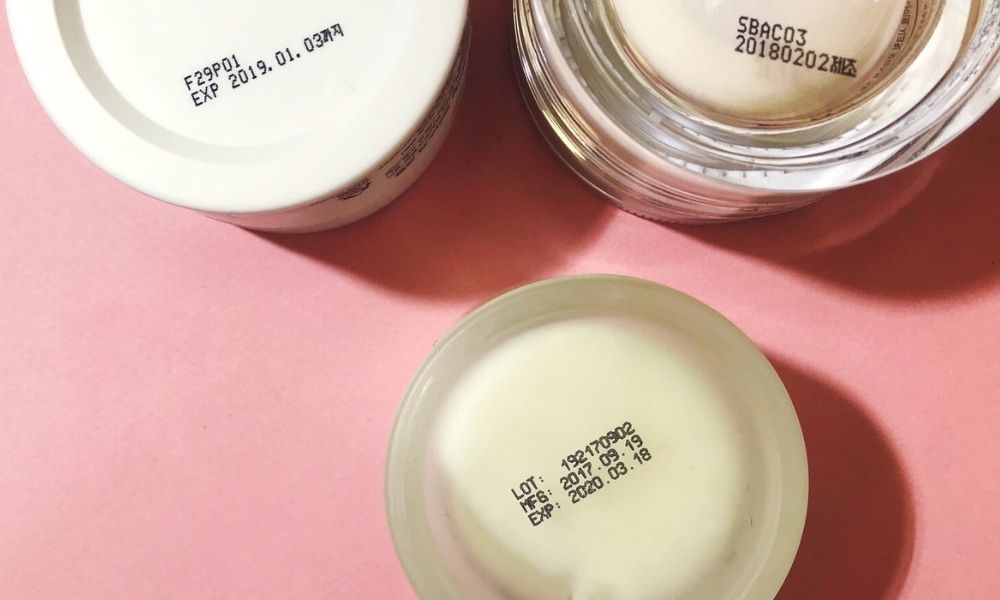 F29P01
EXP 2019.01.03까지
SBAC03
20180202제조
LOT: 192170902
MFG: 2017.09.19
EXP: 2020.03.18